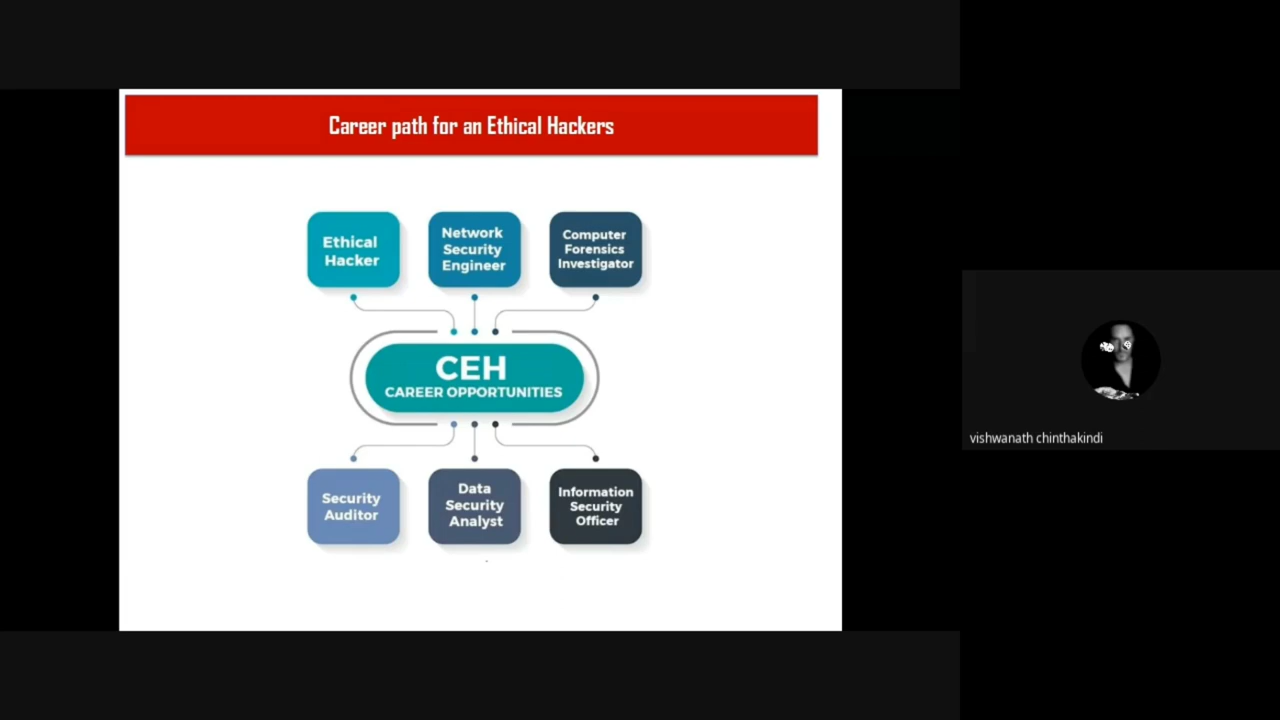 Career path for an Ethical Hackers
Ethical
Hacker
Network
Security
Engineer
Computer
Forensics
Investigator
CEH
CAREER OPPORTUNITIES
Security
Auditor
Data
Security
Analyst
Information
Security
Officer
vishwanath chinthakindi